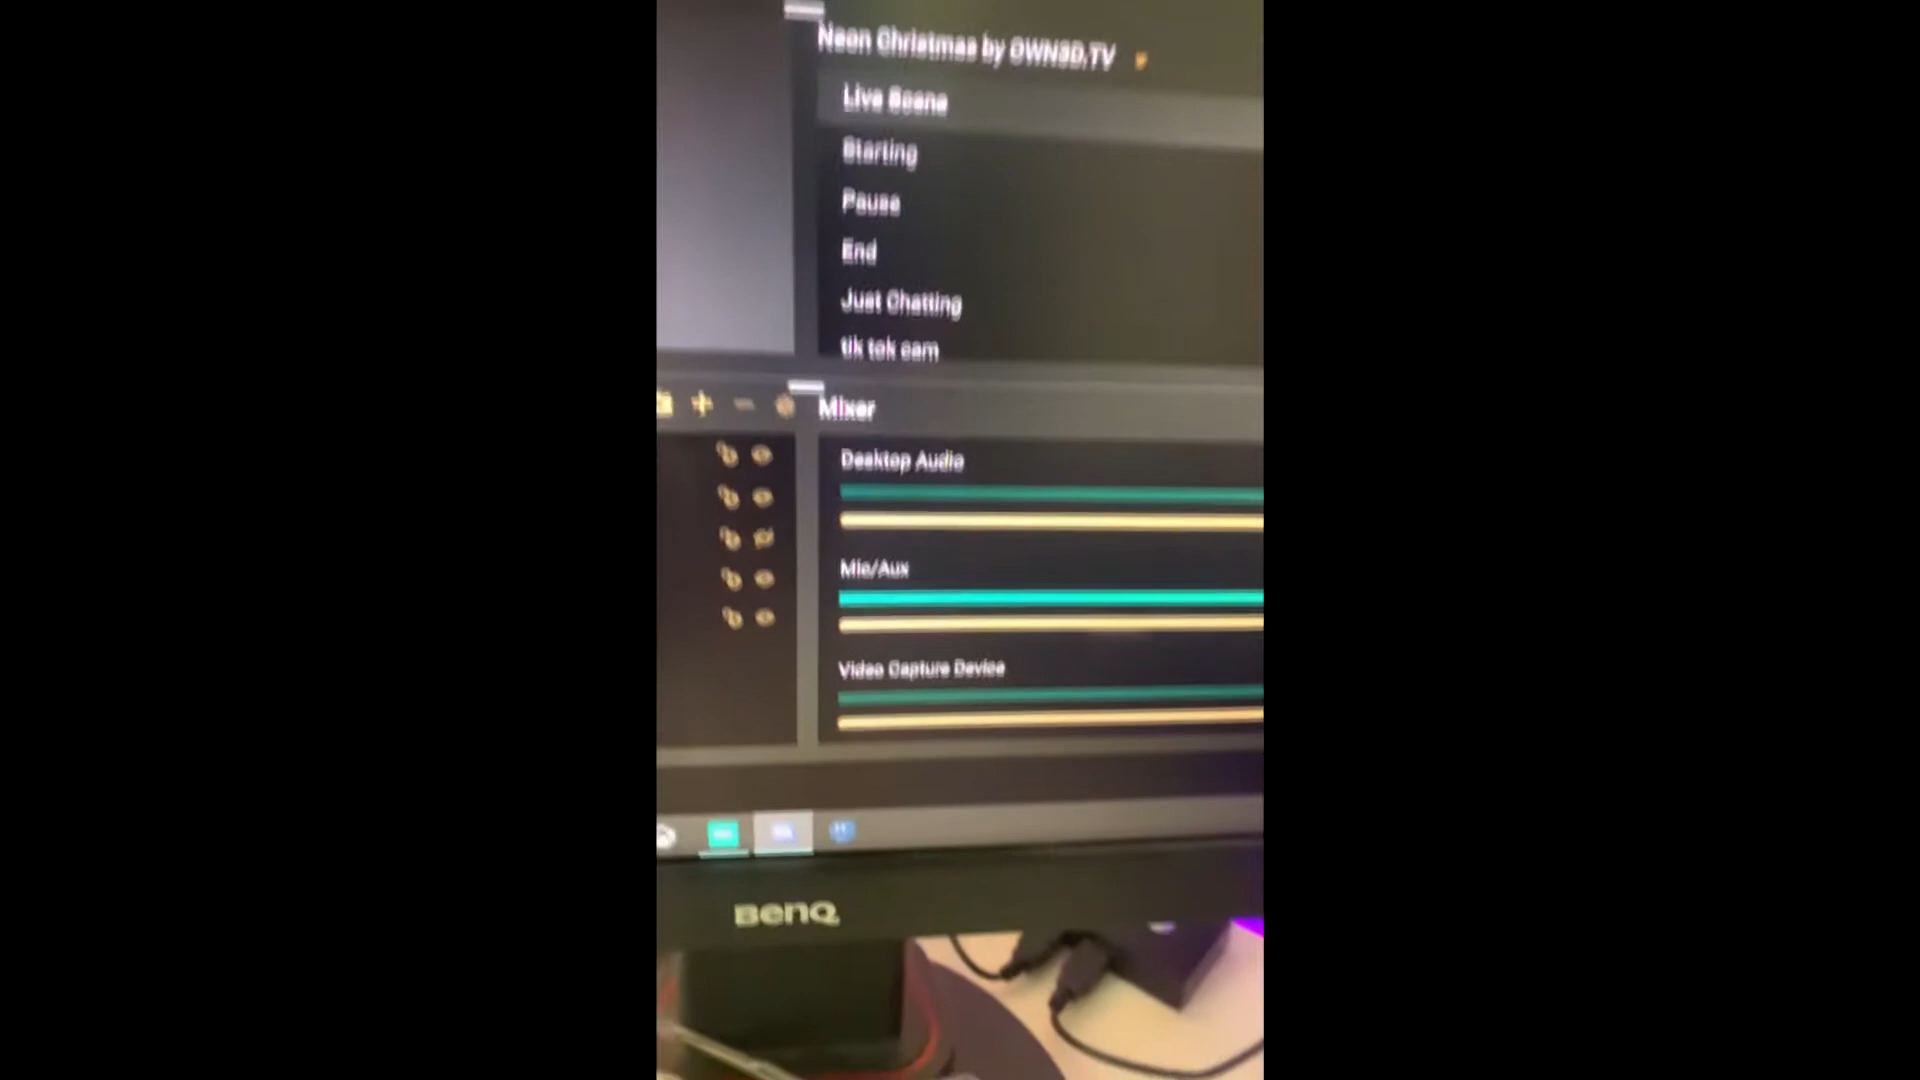 Neon Christmas by OWN3D.TV
Live Scene
Starting
Pause
End
Just Chatting
tik tok cam
Mixer
Desktop Audio
Mic/Aux
Video Capture Device
BenQ